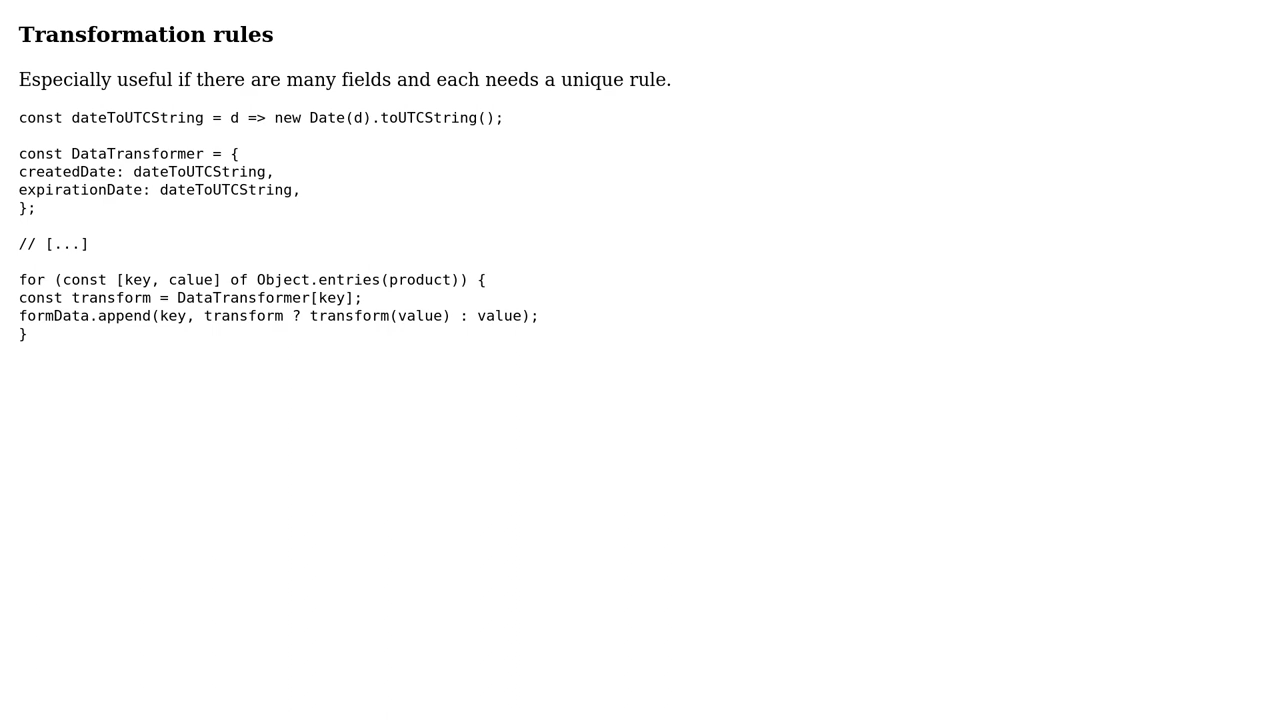 Transformation rules
Especially useful if there are many fields and each needs a unique rule.
const dateToUTCString = d => new Date(d).toUTCString();
const DataTransformer = {
createdDate: dateToUTCString,
expirationDate: dateToUTCString,
};
// [...]
for (const [key, calue] of Object.entries(product)) {
const transform = DataTransformer[key];
formData.append(key, transform ? transform(value) : value);
}